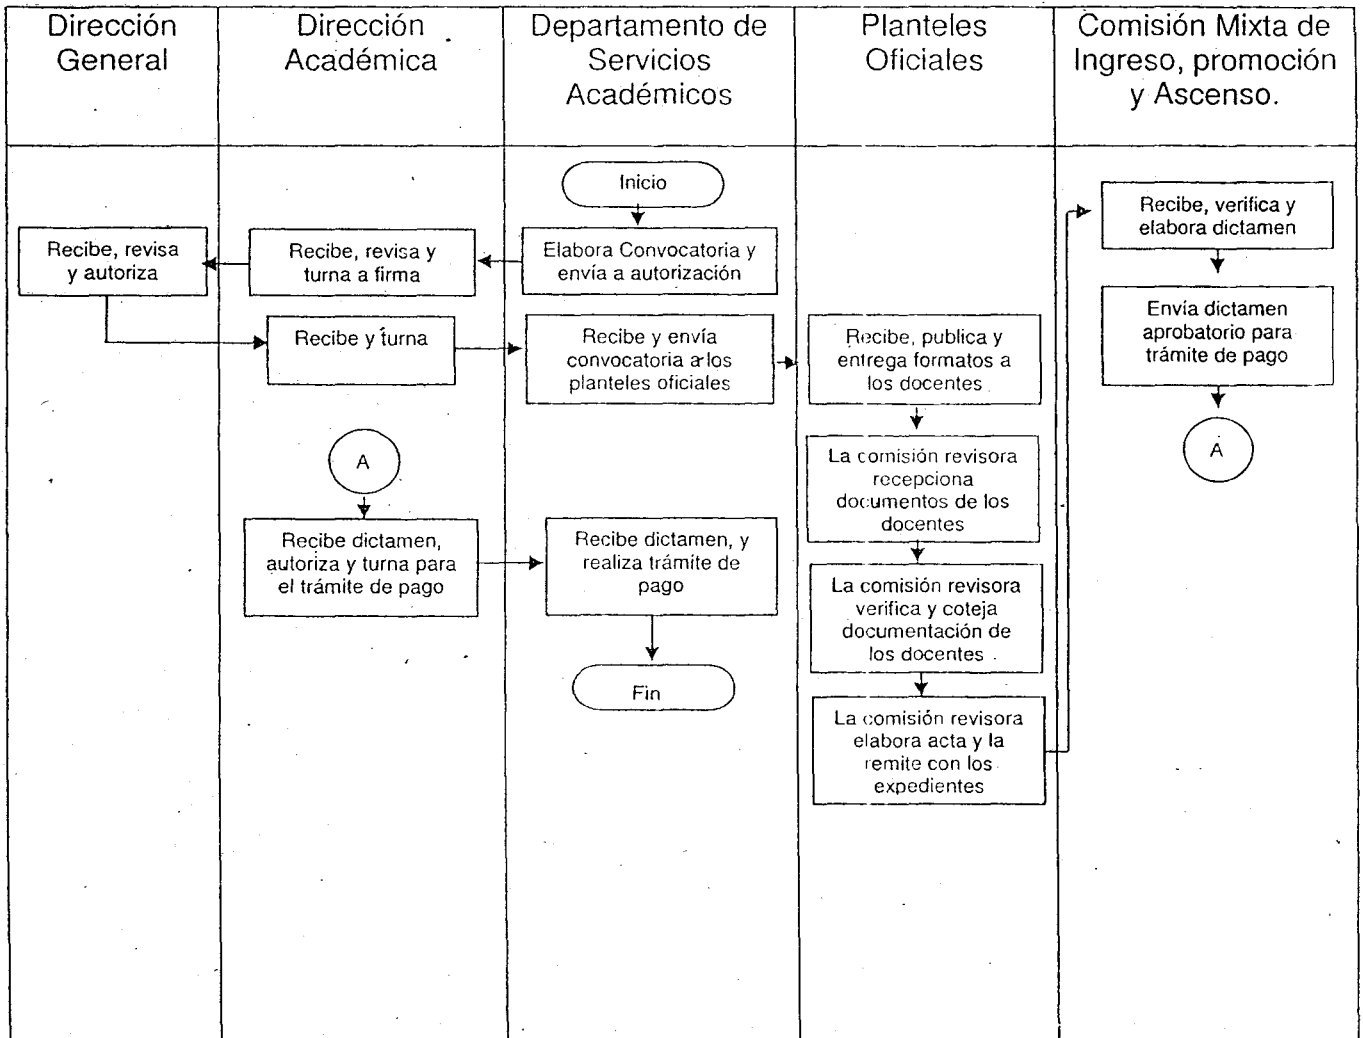 Dirección
General
Dirección
Académica
Departamento de
Servicios
Académicos
Planteles
Oficiales
Comisión Mixta de
Ingreso, promoción
y Ascenso.
Inicio
Elabora Convocatoria y
envía a autorización
Recibe, revisa y
turna a firma
Recibe, revisa
y autoriza
Recibe y turna
Recibe y envía
convocatoria a los
planteles oficiales
Recibe, publica y
entrega formatos a
los docentes
La comisión revisora
recepciona
documentos de los
docentes
La comisión revisora
verifica y coteja
documentación de
los docentes
La comisión revisora
elabora acta y la
remite con los
expedientes
Recibe, verifica y
elabora dictamen
Envía dictamen
aprobatorio para
trámite de pago
A
A
Recibe dictamen,
autoriza y turna para
el trámite de pago
Recibe dictamen, y
realiza trámite de
pago
Fin